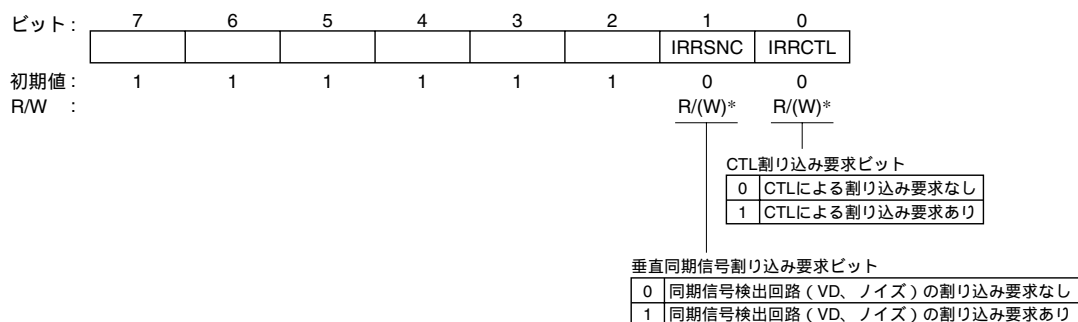 ビット： 7 6 5 4 3 2 1 0
IRRSNC IRRCTL
初期値： 1 1 1 1 1 1 0 0
R/W ： R/(W)* R/(W)*
CTL割り込み要求ビット
0 CTLによる割り込み要求なし
1 CTLによる割り込み要求あり
垂直同期信号割り込み要求ビット
0 同期信号検出回路（VD、ノイズ）の割り込み要求なし
1 同期信号検出回路（VD、ノイズ）の割り込み要求あり